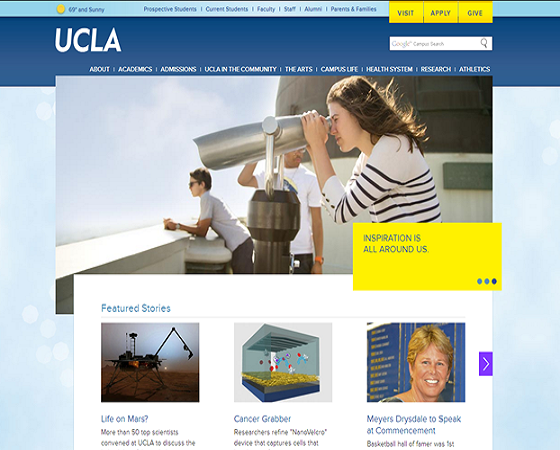 69° and Sunny
Prospective Students | Current Students | Faculty | Staff | Alumni | Parents & Families
VISIT
APPLY
GIVE
UCLA
Google™ Campus Search
ABOUT | ACADEMICS | ADMISSIONS | UCLA IN THE COMMUNITY | THE ARTS | CAMPUS LIFE | HEALTH SYSTEM | RESEARCH | ATHLETICS
INSPIRATION IS
ALL AROUND US.
Featured Stories
Life on Mars?
More than 50 top scientists
convened at UCLA to discuss the
Cancer Grabber
Researchers refine "NanoVelcro"
device that captures cells that
Meyers Drysdale to Speak
at Commencement
Basketball hall of famer was 1st